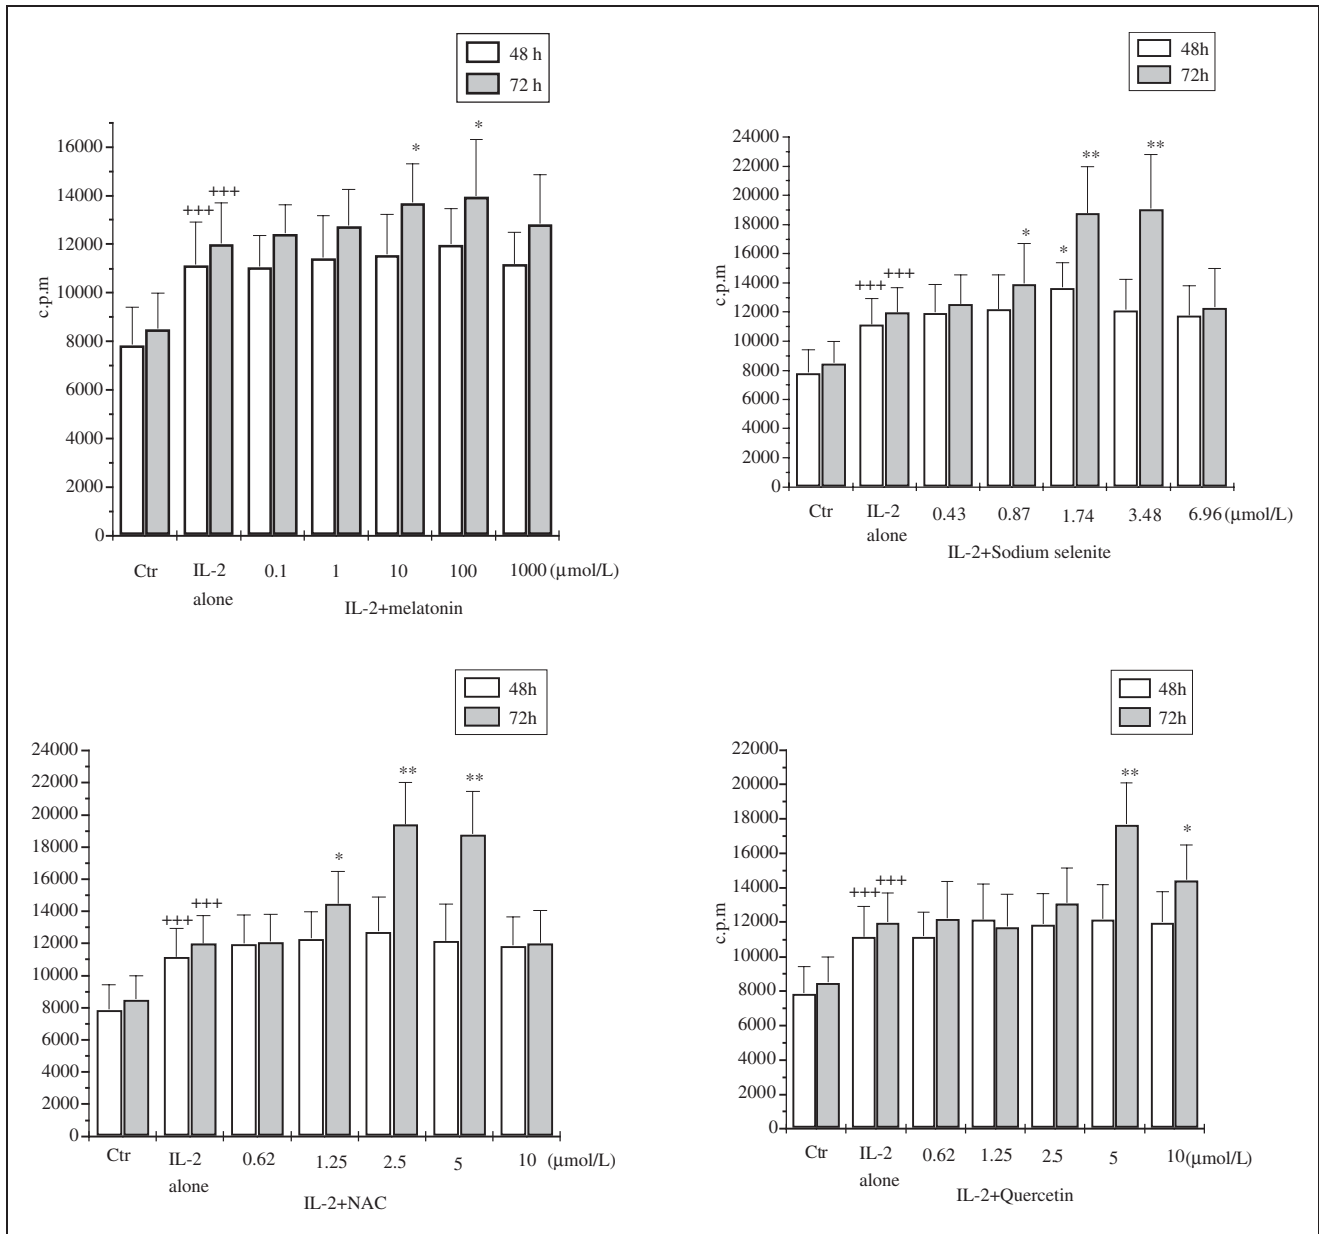 48 h
72 h
16000
14000
12000
10000
8000
6000
4000
2000
0
c.p.m
+++ +++ * *
Ctr IL-2 alone 0.1 1 10 100 1000 (μmol/L)
IL-2+melatonin
48h
72h
24000
22000
20000
18000
16000
14000
12000
10000
8000
6000
4000
2000
0
c.p.m
+++ +++ * * ** **
Ctr IL-2 alone 0.43 0.87 1.74 3.48 6.96 (μmol/L)
IL-2+Sodium selenite
48h
72h
24000
22000
20000
18000
16000
14000
12000
10000
8000
6000
4000
2000
0
+++ +++ * ** **
Ctr IL-2 alone 0.62 1.25 2.5 5 10 (μmol/L)
IL-2+NAC
48h
72h
22000
20000
18000
16000
14000
12000
10000
8000
6000
4000
2000
0
c.p.m
+++ +++ ** *
Ctr IL-2 alone 0.62 1.25 2.5 5 10 (μmol/L)
IL-2+Quercetin